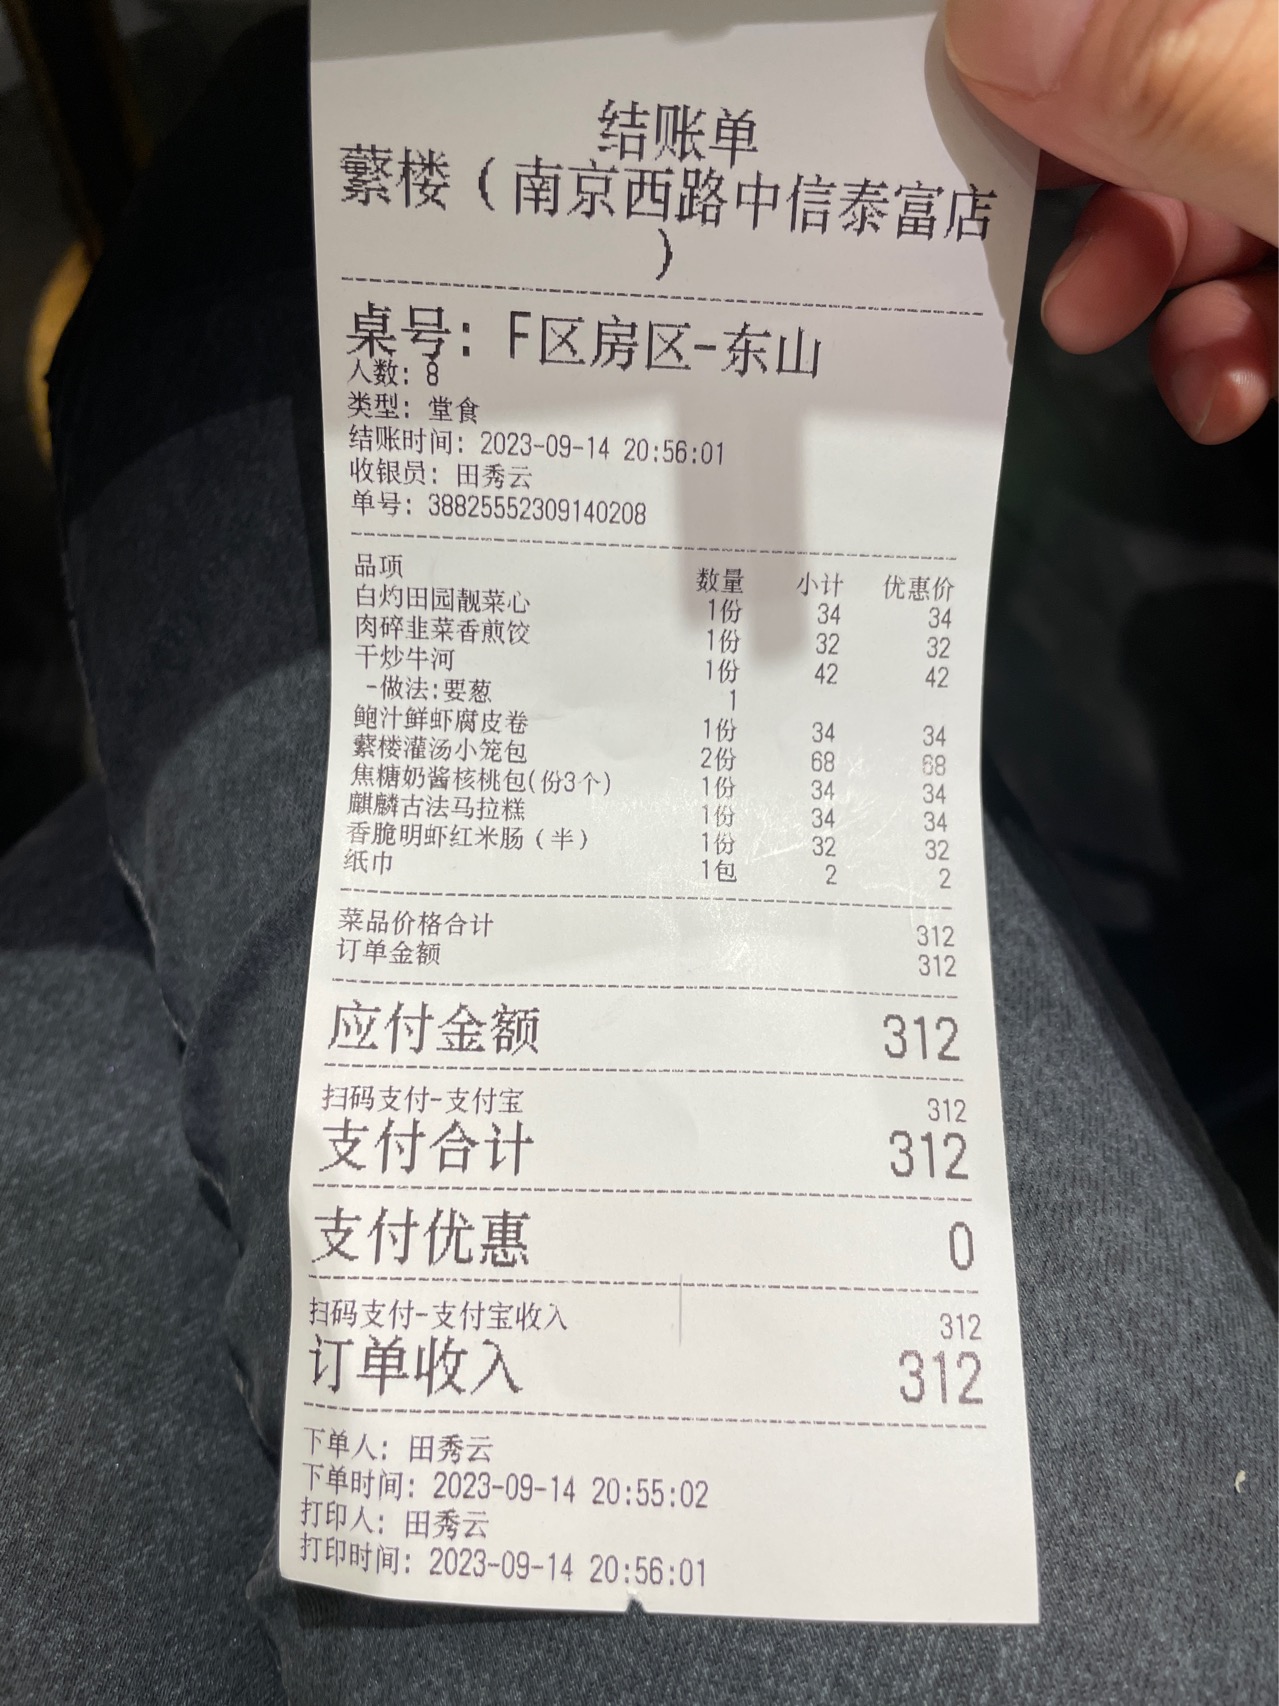 结账单
蘩楼（南京西路中信泰富店
）
桌号：F区房区-东山
人数：8
类型：堂食
结账时间：2023-09-14 20:56:01
收银员：田秀云
单号：38825552309140208
品项 数量 小计 优惠价
白灼田园靓菜心 1份 34 34
肉碎韭菜香煎饺 1份 32 32
干炒牛河 1份 42 42
-做法:要葱 1
鲍汁鲜虾腐皮卷 1份 34 34
蘩楼灌汤小笼包 2份 68 68
焦糖奶酱核桃包(份3个) 1份 34 34
麒麟古法马拉糕 1份 34 34
香脆明虾红米肠（半） 1份 32 32
纸巾 1包 2 2
菜品价格合计 312
订单金额 312
应付金额 312
扫码支付-支付宝 312
支付合计 312
支付优惠 0
扫码支付-支付宝收入 312
订单收入 312
下单人：田秀云
下单时间：2023-09-14 20:55:02
打印人：田秀云
打印时间：2023-09-14 20:56:01